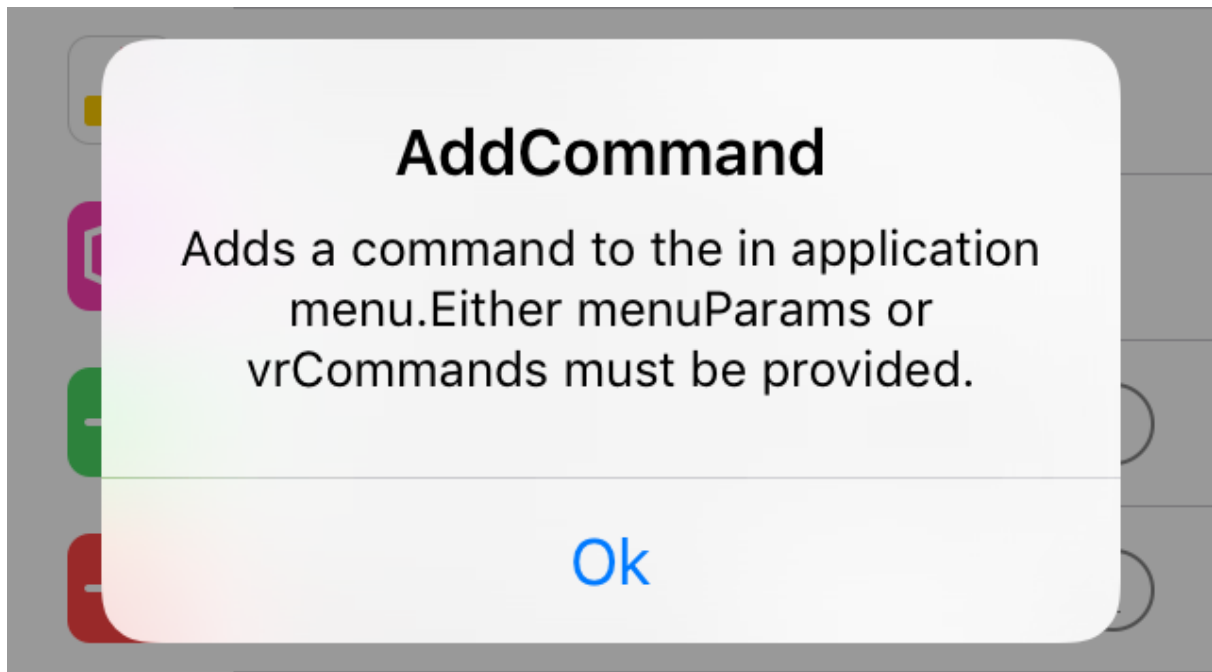 AddCommand
Adds a command to the in application
menu.Either menuParams or
vrCommands must be provided.
Ok